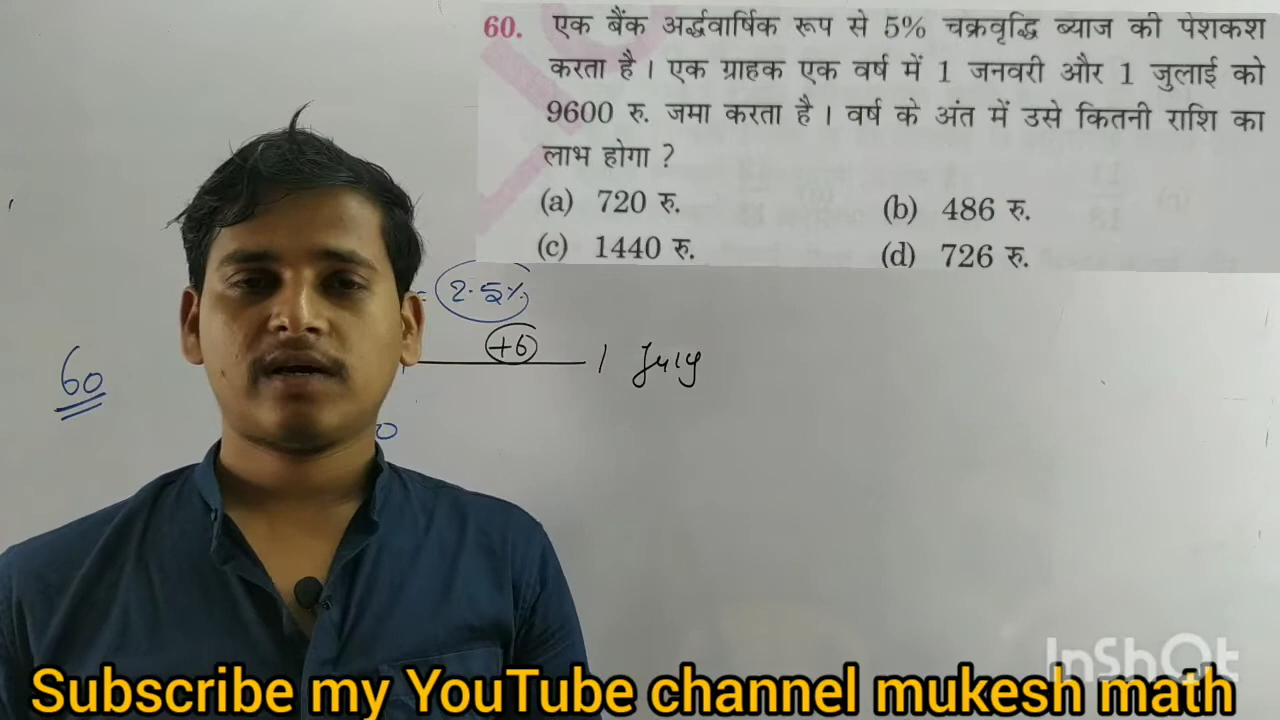 60. एक बैंक अर्द्धवार्षिक रूप से 5% चक्रवृद्धि ब्याज की पेशकश
करता है। एक ग्राहक एक वर्ष में 1 जनवरी और 1 जुलाई को
9600 रु. जमा करता है। वर्ष के अंत में उसे कितनी राशि का
लाभ होगा ?
(a) 720 रु. (b) 486 रु.
(c) 1440 रु. (d) 726 रु.
= 2.5%
+6
1 July
60
0
InShOt
Subscribe my YouTube channel mukesh math